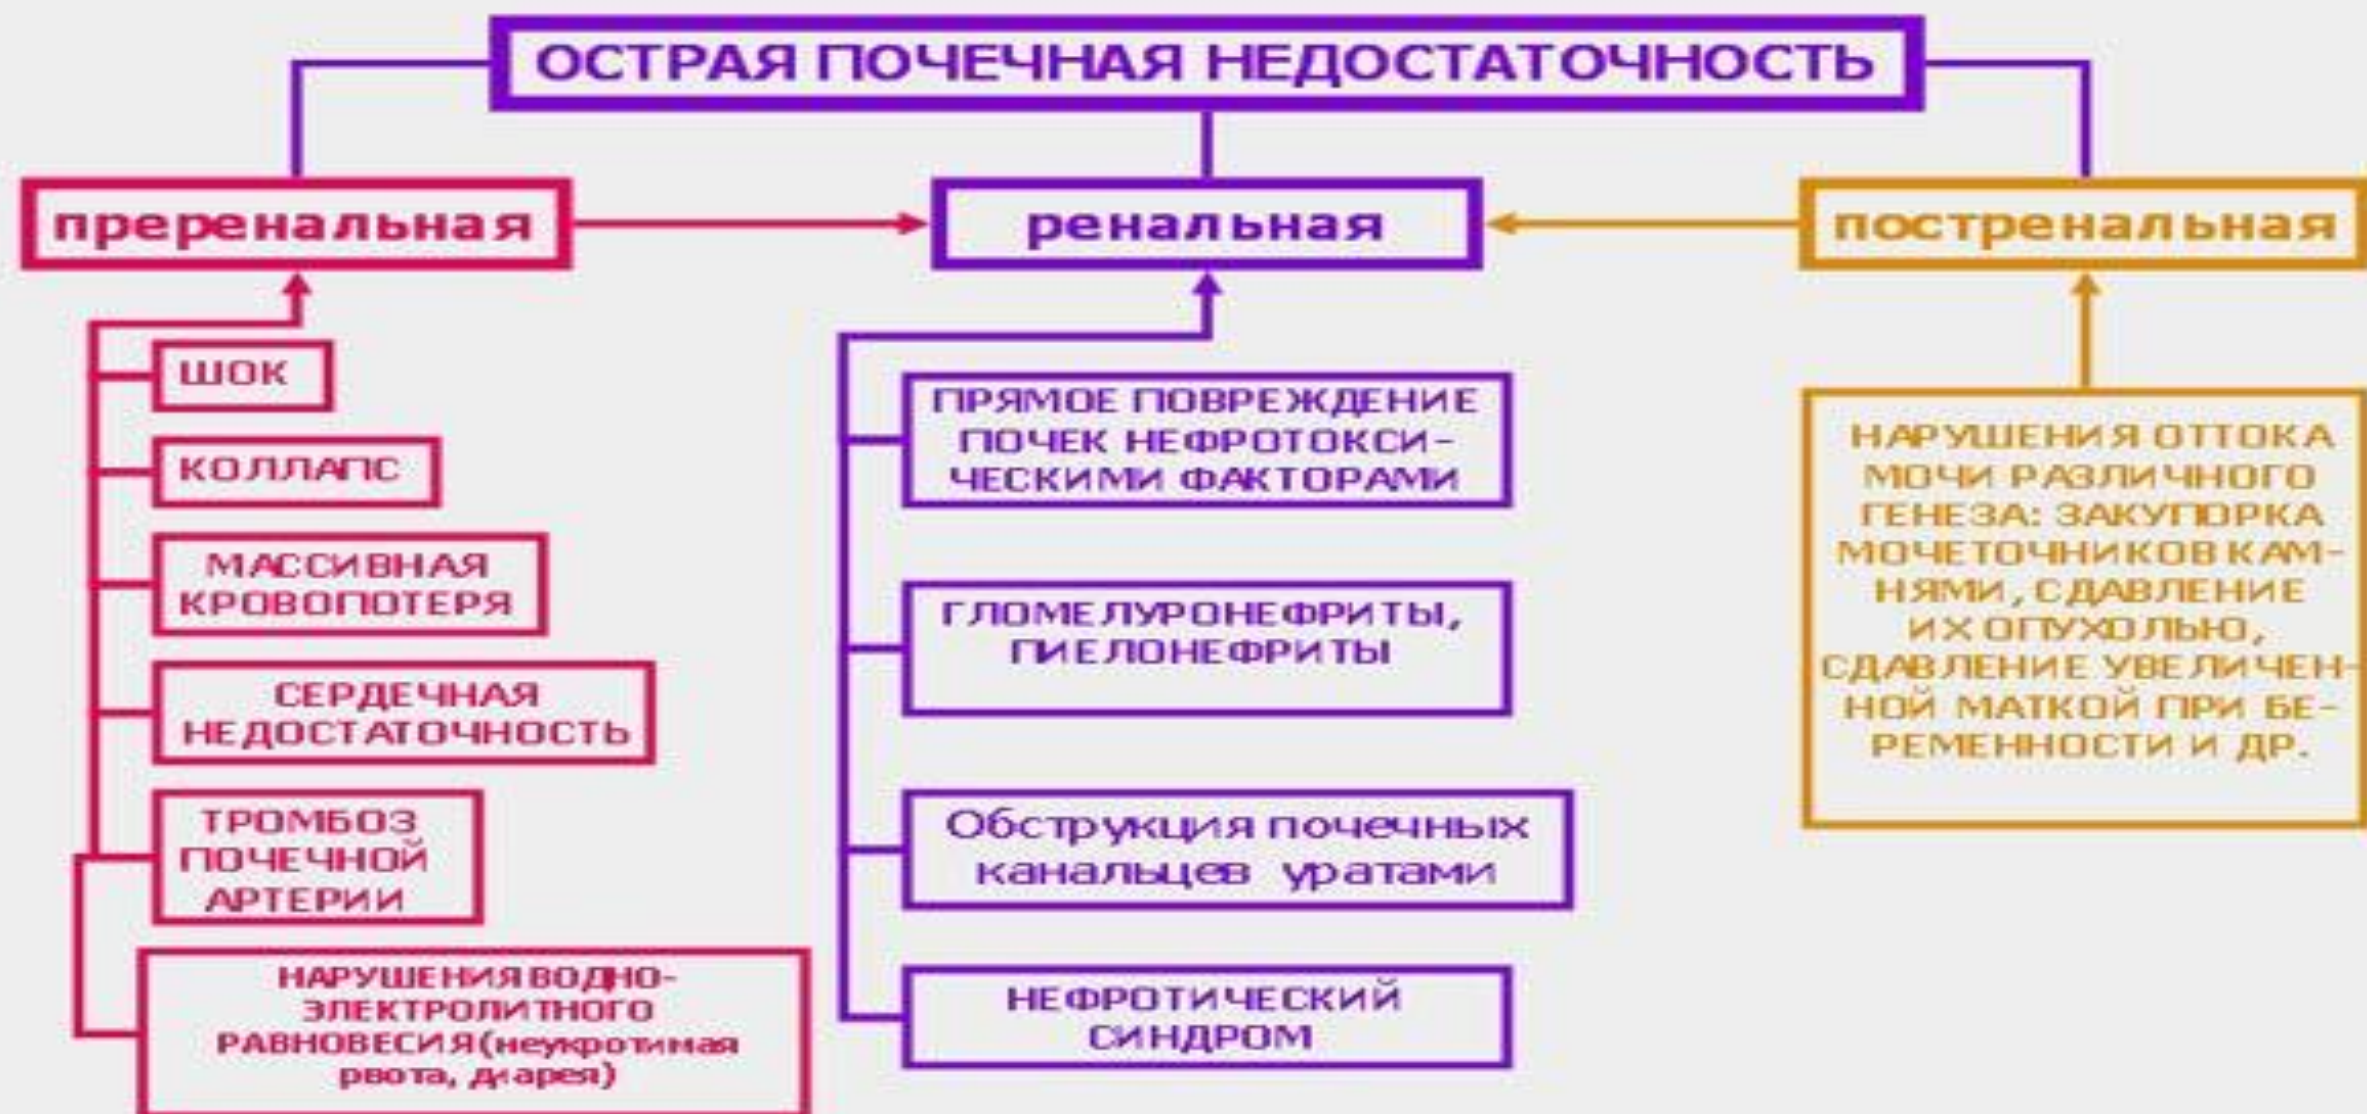 ОСТРАЯ ПОЧЕЧНАЯ НЕДОСТАТОЧНОСТЬ
преренальная
ренальная
постренальная
ШОК
КОЛЛАПС
МАССИВНАЯ
КРОВОПОТЕРЯ
СЕРДЕЧНАЯ
НЕДОСТАТОЧНОСТЬ
ТРОМБОЗ
ПОЧЕЧНОЙ
АРТЕРИИ
НАРУШЕНИЯ ВОДНО-
ЭЛЕКТРОЛИТНОГО
РАВНОВЕСИЯ (неукротимая
рвота, диарея)
ПРЯМОЕ ПОВРЕЖДЕНИЕ
ПОЧЕК НЕФРОТОКСИ-
ЧЕСКИМИ ФАКТОРАМИ
ГЛОМЕЛУРОНЕФРИТЫ,
ПИЕЛОНЕФРИТЫ
Обструкция почечных
канальцев уратами
НЕФРОТИЧЕСКИЙ
СИНДРОМ
НАРУШЕНИЯ ОТТОКА
МОЧИ РАЗЛИЧНОГО
ГЕНЕЗА: ЗАКУПОРКА
МОЧЕТОЧНИКОВ КАМ-
НЯМИ, СДАВЛЕНИЕ
ИХ ОПУХОЛЬЮ,
СДАВЛЕНИЕ УВЕЛИЧЕН-
НОЙ МАТКОЙ ПРИ БЕ-
РЕМЕННОСТИ И ДР.